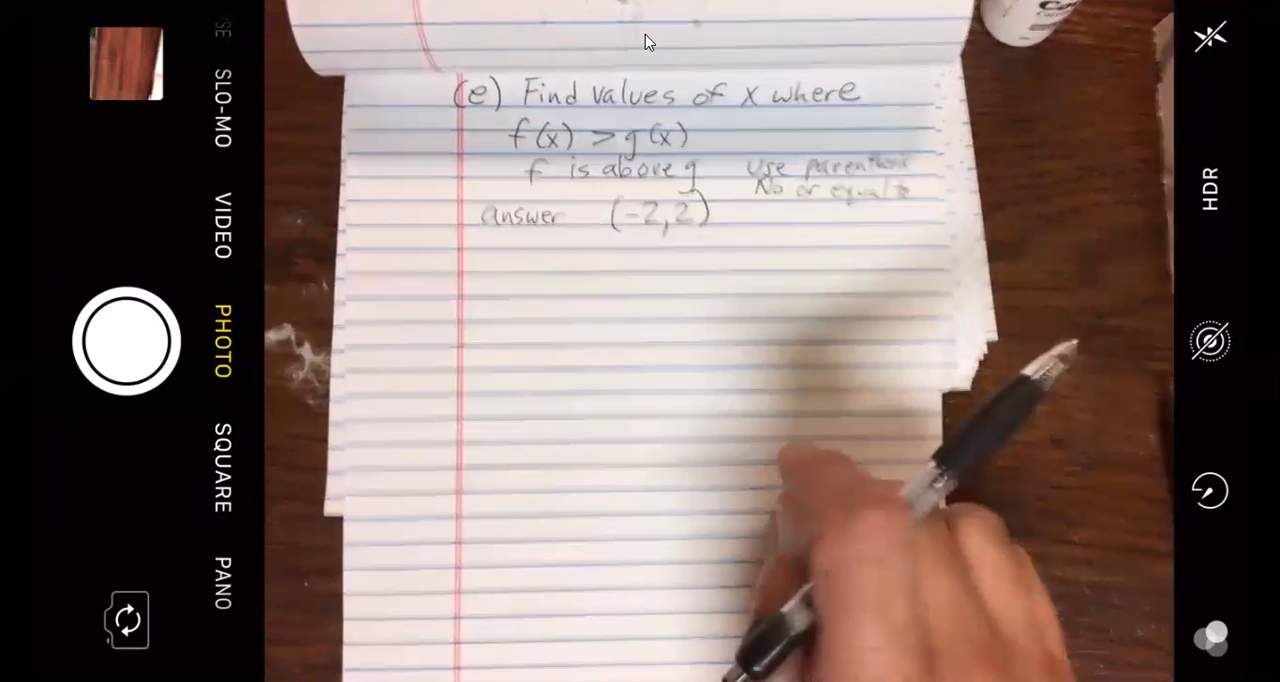 (e) Find values of x where
f(x) > g(x)
f is above g
Use parenthesis
No or equal to
answer (-2,2)
SE
SLO-MO
VIDEO
PHOTO
SQUARE
PANO
HDR